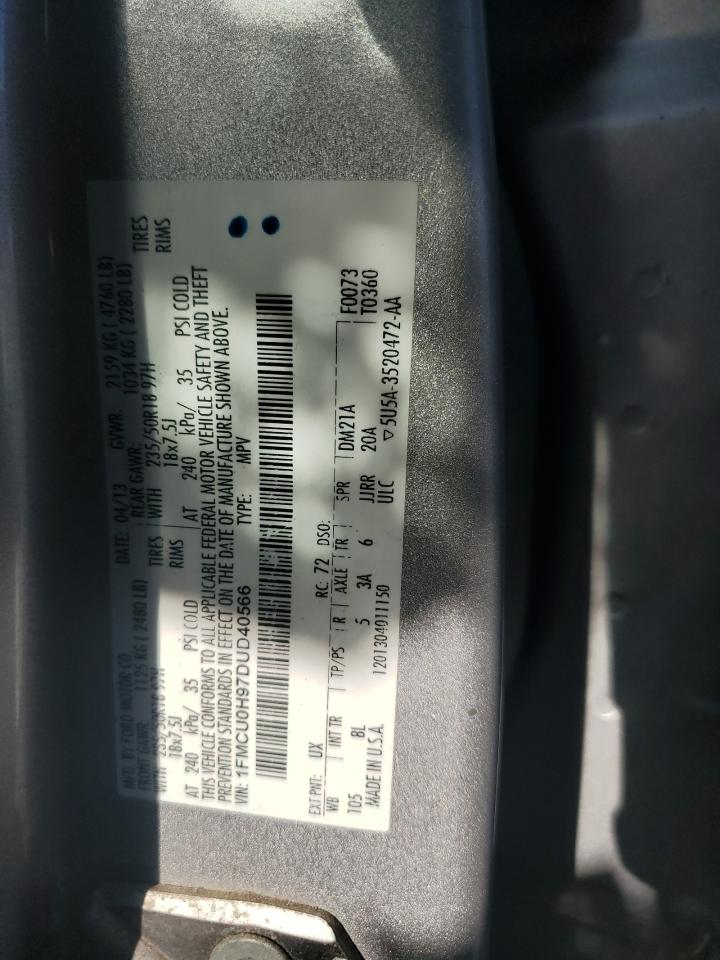 MFD. BY FORD MOTOR CO. DATE: 04/13 GVWR: 2159 KG ( 4760 LB)
FRONT GAWR: 1125 KG ( 2480 LB) REAR GAWR: 1034 KG ( 2280 LB)
WITH 235/50R18 97H TIRES WITH 235/50R18 97H TIRES
18x7.5J RIMS 18x7.5J RIMS
AT 240 kPa/ 35 PSI COLD AT 240 kPa/ 35 PSI COLD
THIS VEHICLE CONFORMS TO ALL APPLICABLE FEDERAL MOTOR VEHICLE SAFETY AND THEFT
PREVENTION STANDARDS IN EFFECT ON THE DATE OF MANUFACTURE SHOWN ABOVE.
VIN: 1FMCU0H97DUD40566 TYPE: MPV
EXT PNT: UX RC: 72 DSO: F0073
WB INT TR TP/PS R AXLE TR SPR DM21A T0360
105 8L 5 3A 6 JJRR 20A
MADE IN U.S.A. 120130401150 ULC ▽5U5A-3520472-AA